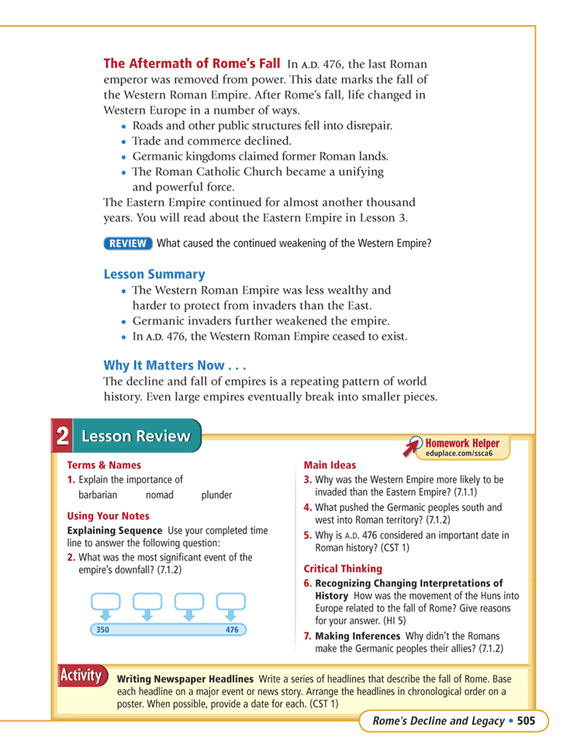 The Aftermath of Rome's Fall In A.D. 476, the last Roman
emperor was removed from power. This date marks the fall of
the Western Roman Empire. After Rome's fall, life changed in
Western Europe in a number of ways.
• Roads and other public structures fell into disrepair.
• Trade and commerce declined.
• Germanic kingdoms claimed former Roman lands.
• The Roman Catholic Church became a unifying
and powerful force.
The Eastern Empire continued for almost another thousand
years. You will read about the Eastern Empire in Lesson 3.
REVIEW What caused the continued weakening of the Western Empire?
Lesson Summary
• The Western Roman Empire was less wealthy and
harder to protect from invaders than the East.
• Germanic invaders further weakened the empire.
• In A.D. 476, the Western Roman Empire ceased to exist.
Why It Matters Now . . .
The decline and fall of empires is a repeating pattern of world
history. Even large empires eventually break into smaller pieces.
2 Lesson Review
Homework Helper
eduplace.com/ssca6
Terms & Names
1. Explain the importance of
barbarian nomad plunder
Using Your Notes
Explaining Sequence Use your completed time
line to answer the following question:
2. What was the most significant event of the
empire's downfall? (7.1.2)
350 476
Main Ideas
3. Why was the Western Empire more likely to be
invaded than the Eastern Empire? (7.1.1)
4. What pushed the Germanic peoples south and
west into Roman territory? (7.1.2)
5. Why is A.D. 476 considered an important date in
Roman history? (CST 1)
Critical Thinking
6. Recognizing Changing Interpretations of
History How was the movement of the Huns into
Europe related to the fall of Rome? Give reasons
for your answer. (HI 5)
7. Making Inferences Why didn't the Romans
make the Germanic peoples their allies? (7.1.2)
Activity
Writing Newspaper Headlines Write a series of headlines that describe the fall of Rome. Base
each headline on a major event or news story. Arrange the headlines in chronological order on a
poster. When possible, provide a date for each. (CST 1)
Rome's Decline and Legacy • 505